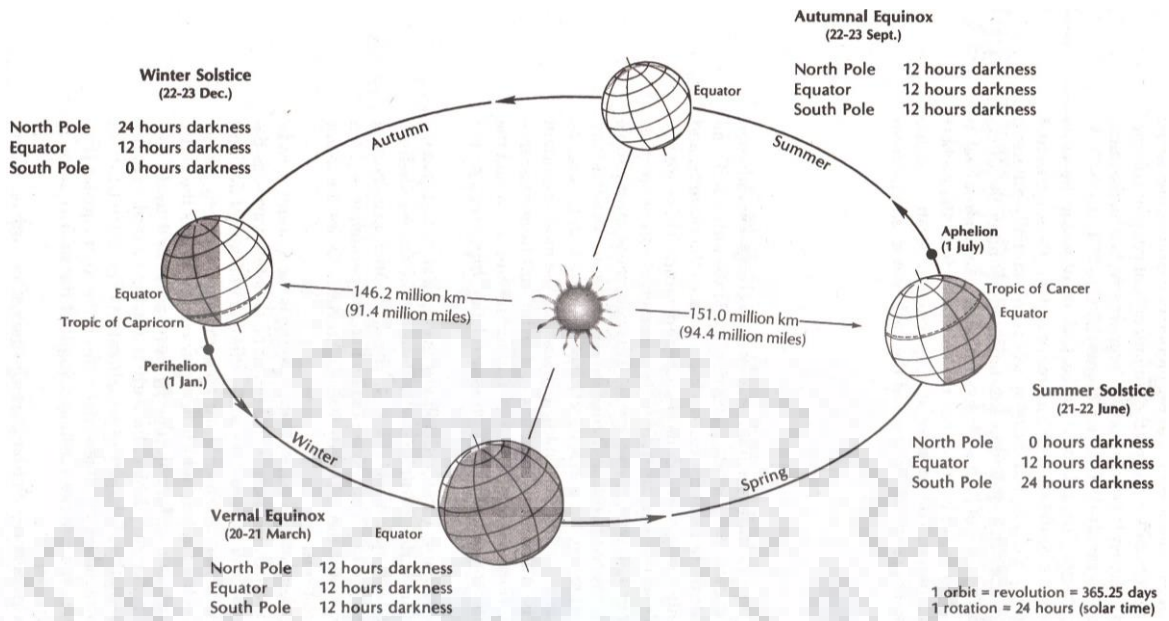 Autumnal Equinox
(22-23 Sept.)
North Pole 12 hours darkness
Equator 12 hours darkness
South Pole 12 hours darkness
Winter Solstice
(22-23 Dec.)
North Pole 24 hours darkness
Equator 12 hours darkness
South Pole 0 hours darkness
Equator
Autumn
Summer
Aphelion
(1 July)
Equator
Tropic of Capricorn
146.2 million km
(91.4 million miles)
151.0 million km
(94.4 million miles)
Tropic of Cancer
Equator
Perihelion
(1 Jan.)
Summer Solstice
(21-22 June)
North Pole 0 hours darkness
Equator 12 hours darkness
South Pole 24 hours darkness
Winter
Spring
Vernal Equinox
(20-21 March)
Equator
North Pole 12 hours darkness
Equator 12 hours darkness
South Pole 12 hours darkness
1 orbit = revolution = 365.25 days
1 rotation = 24 hours (solar time)